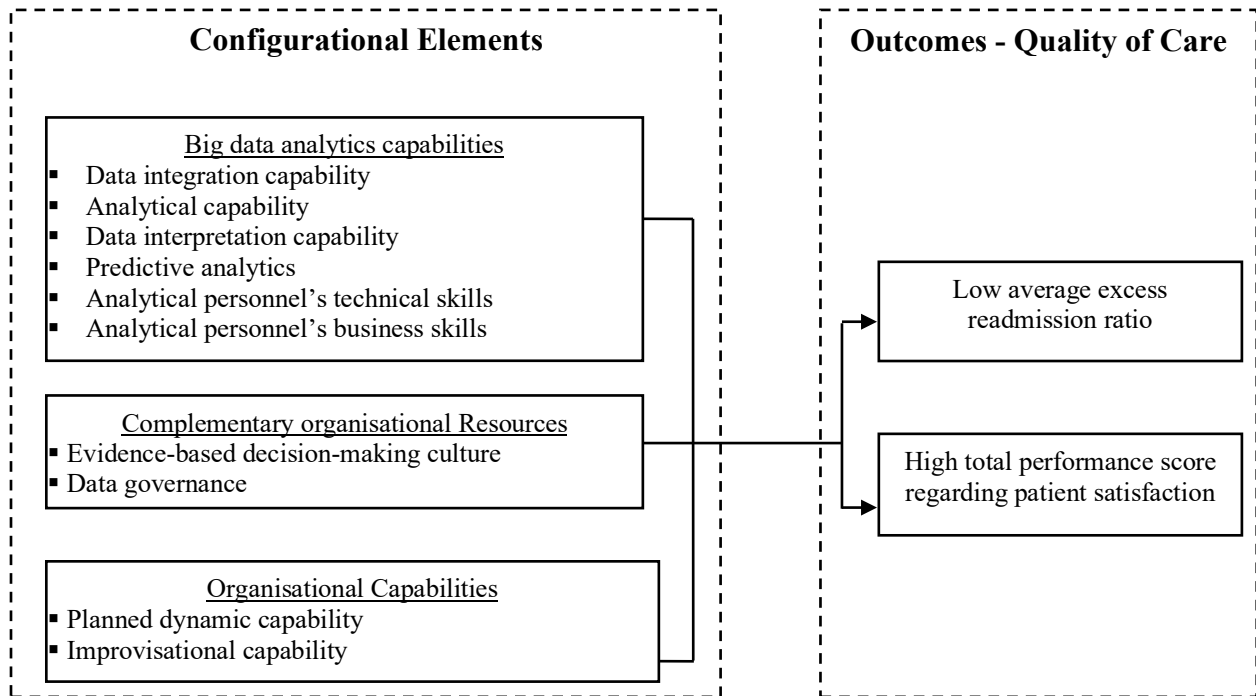 Configurational Elements
Big data analytics capabilities
▪ Data integration capability
▪ Analytical capability
▪ Data interpretation capability
▪ Predictive analytics
▪ Analytical personnel’s technical skills
▪ Analytical personnel’s business skills
Complementary organisational Resources
▪ Evidence-based decision-making culture
▪ Data governance
Organisational Capabilities
▪ Planned dynamic capability
▪ Improvisational capability
Outcomes - Quality of Care
Low average excess
readmission ratio
High total performance score
regarding patient satisfaction